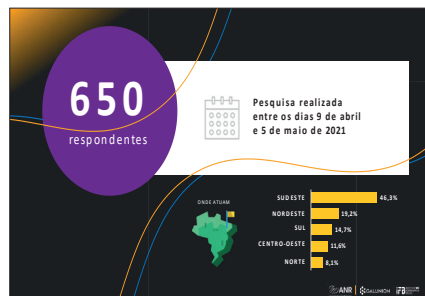 650
respondentes
Pesquisa realizada
entre os dias 9 de abril
e 5 de maio de 2021
ONDE ATUAM
SUDESTE 46,3%
NORDESTE 19,2%
SUL 14,7%
CENTRO-OESTE 11,6%
NORTE 8,1%
ANR GALUNION IFB